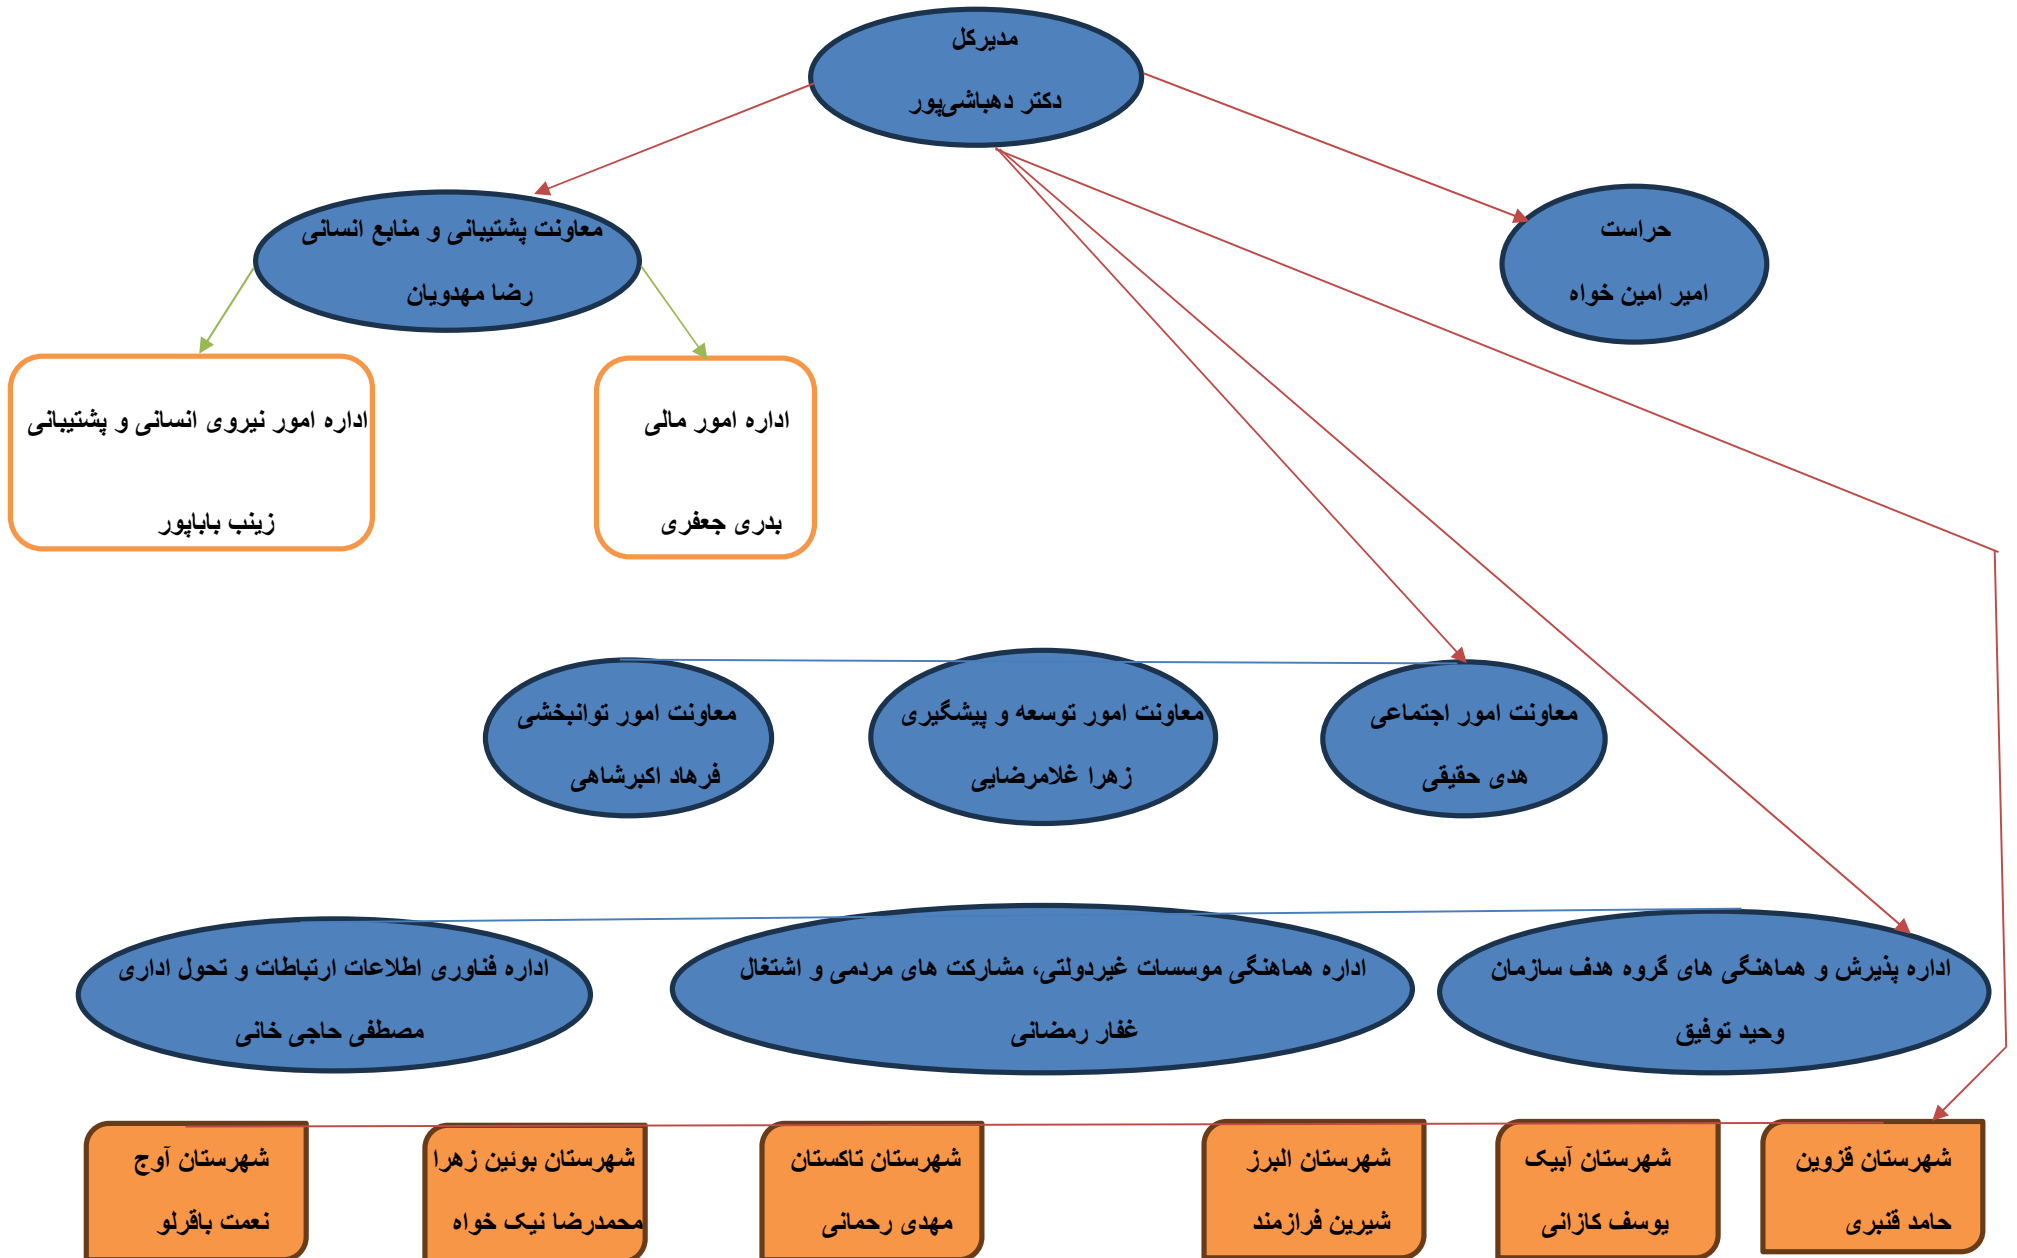 مدیرکل
دکتر دهباشی‌پور
معاونت پشتیبانی و منابع انسانی
رضا مهدویان
حراست
امیر امین خواه
اداره امور مالی
بدری جعفری
اداره امور نیروی انسانی و پشتیبانی
زینب باباپور
معاونت امور اجتماعی
هدی حقیقی
معاونت امور توسعه و پیشگیری
زهرا غلامرضایی
معاونت امور توانبخشی
فرهاد اکبرشاهی
اداره پذیرش و هماهنگی های گروه هدف سازمان
وحید توفیق
اداره هماهنگی موسسات غیردولتی، مشارکت های مردمی و اشتغال
غفار رمضانی
اداره فناوری اطلاعات ارتباطات و تحول اداری
مصطفی حاجی خانی
شهرستان قزوین
حامد قنبری
شهرستان آبیک
یوسف کازانی
شهرستان البرز
شیرین فرازمند
شهرستان تاکستان
مهدی رحمانی
شهرستان بوئین زهرا
محمدرضا نیک خواه
شهرستان آوج
نعمت باقرلو